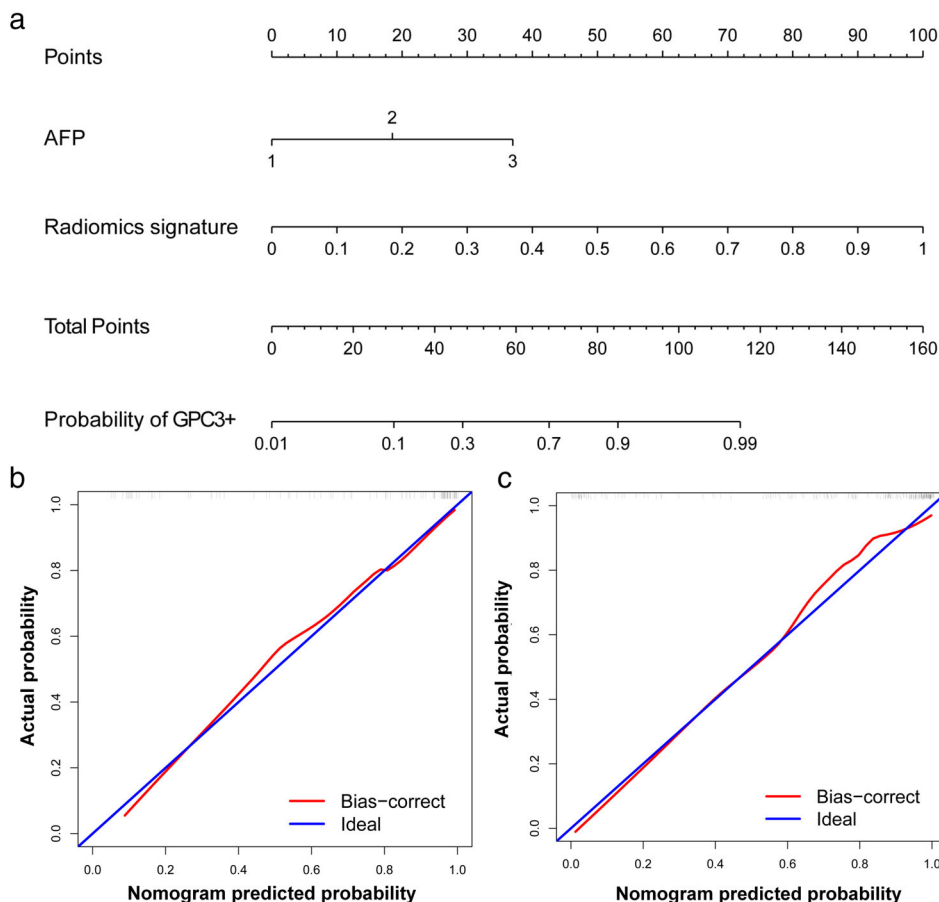 a
Points
0 10 20 30 40 50 60 70 80 90 100
AFP
2
1 3
Radiomics signature
0 0.1 0.2 0.3 0.4 0.5 0.6 0.7 0.8 0.9 1
Total Points
0 20 40 60 80 100 120 140 160
Probability of GPC3+
0.01 0.1 0.3 0.7 0.9 0.99
b
Actual probability
0.0 0.2 0.4 0.6 0.8 1.0
Bias-correct
Ideal
0.0 0.2 0.4 0.6 0.8 1.0
Nomogram predicted probability
c
Actual probability
0.0 0.2 0.4 0.6 0.8 1.0
Bias-correct
Ideal
0.0 0.2 0.4 0.6 0.8 1.0
Nomogram predicted probability